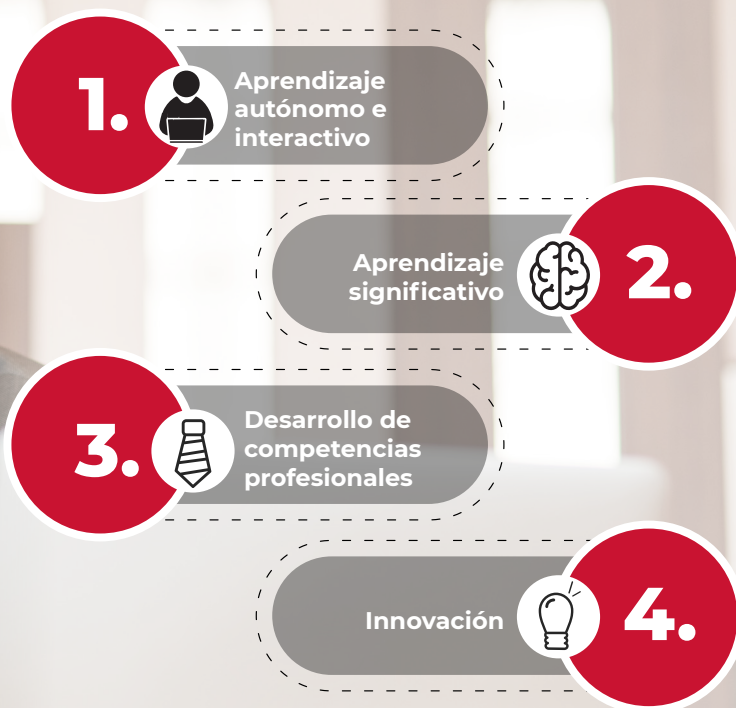 1.
Aprendizaje
autónomo e
interactivo
Aprendizaje
significativo
2.
3.
Desarrollo de
competencias
profesionales
Innovación
4.